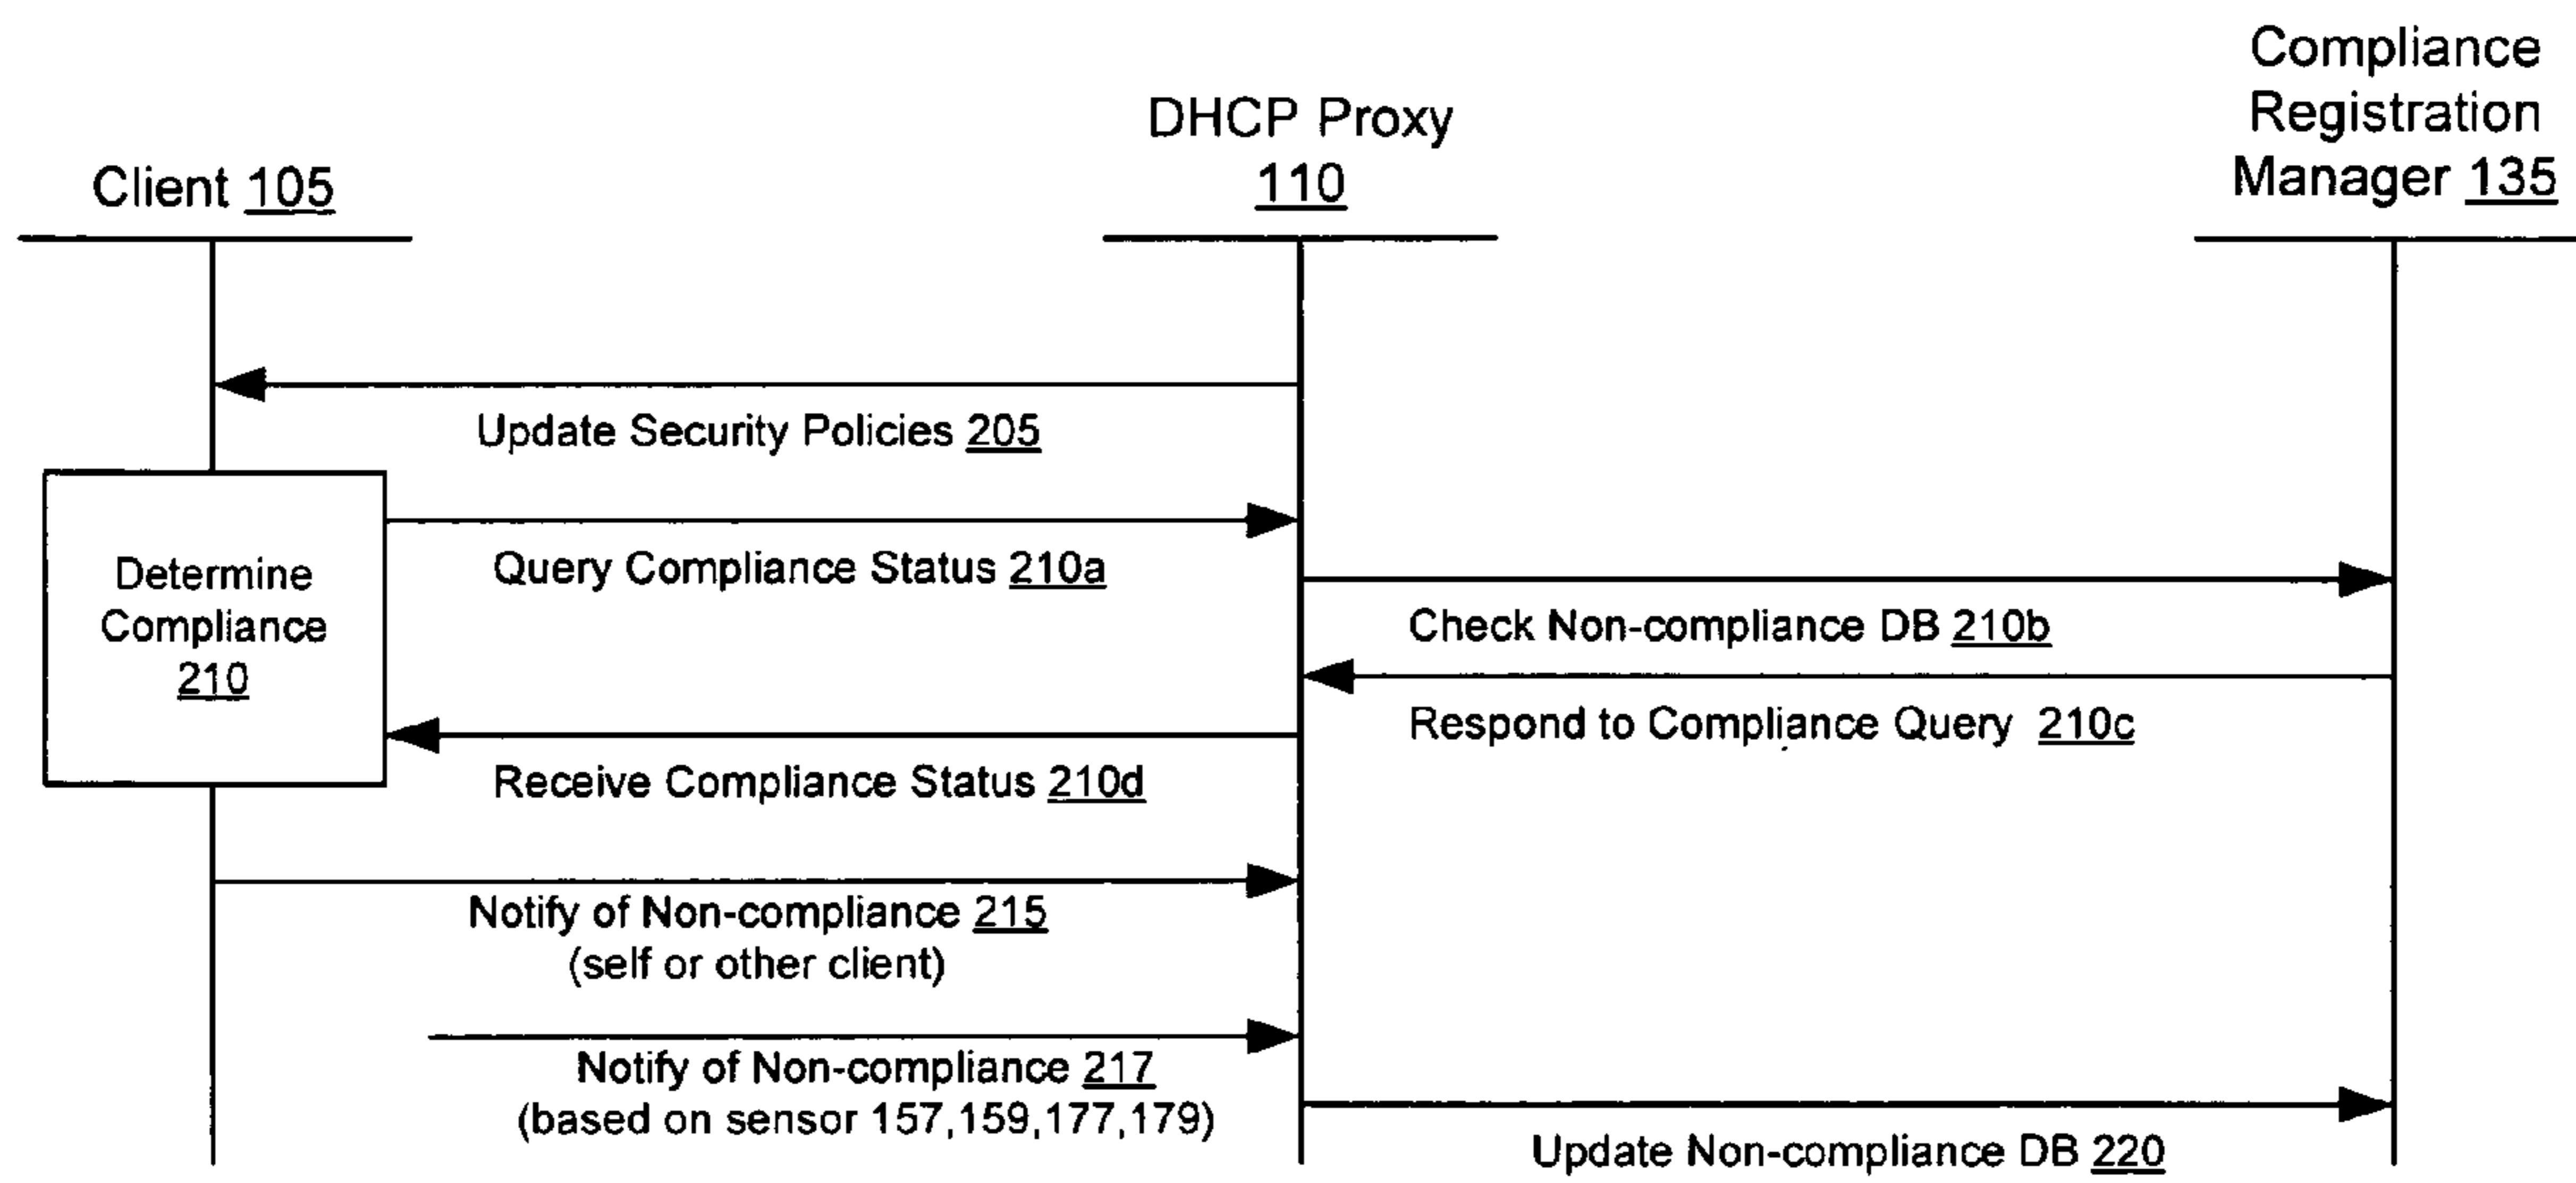 Client 105
DHCP Proxy
110
Compliance
Registration
Manager 135
Update Security Policies 205
Determine
Compliance
210
Query Compliance Status 210a
Check Non-compliance DB 210b
Respond to Compliance Query 210c
Receive Compliance Status 210d
Notify of Non-compliance 215
(self or other client)
Notify of Non-compliance 217
(based on sensor 157,159,177,179)
Update Non-compliance DB 220